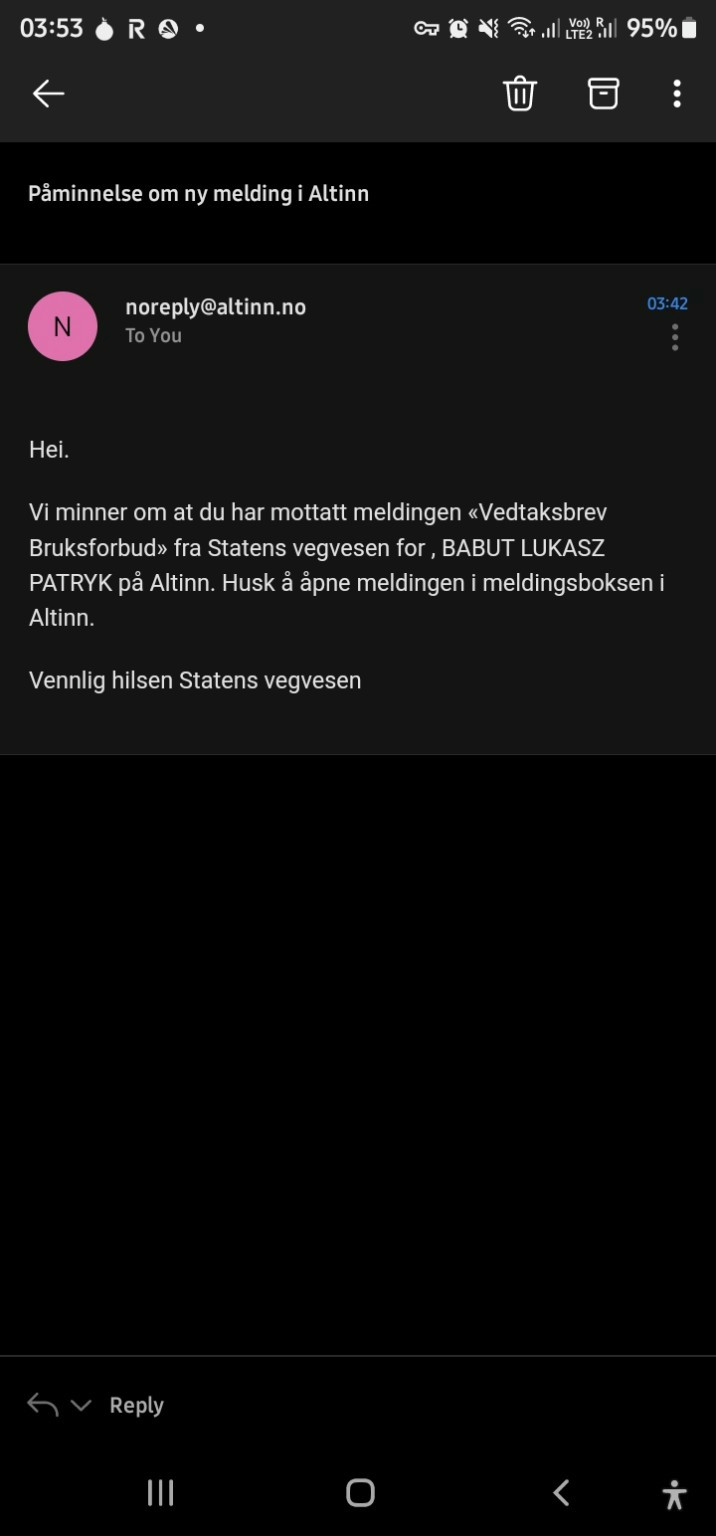 03:53 R Vo)) LTE2 R 95%
Påminnelse om ny melding i Altinn
N
noreply@altinn.no
03:42
To You
Hei.
Vi minner om at du har mottatt meldingen «Vedtaksbrev
Bruksforbud» fra Statens vegvesen for , BABUT LUKASZ
PATRYK på Altinn. Husk å åpne meldingen i meldingsboksen i
Altinn.
Vennlig hilsen Statens vegvesen
Reply